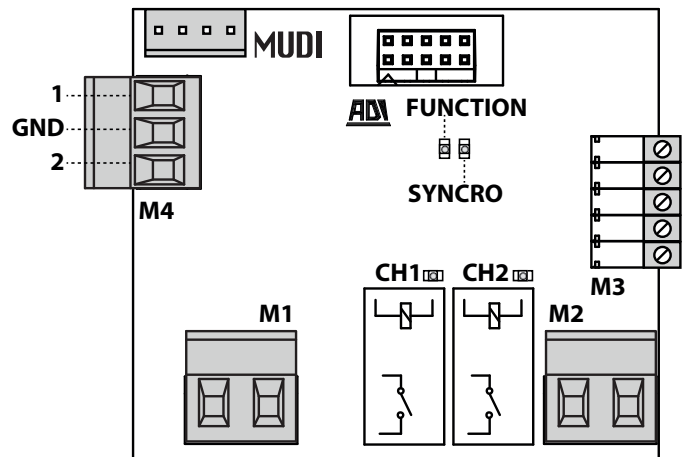 MUDI
1
GND
2
M4
ADI
FUNCTION
SYNCRO
M3
CH1
CH2
M1
M2